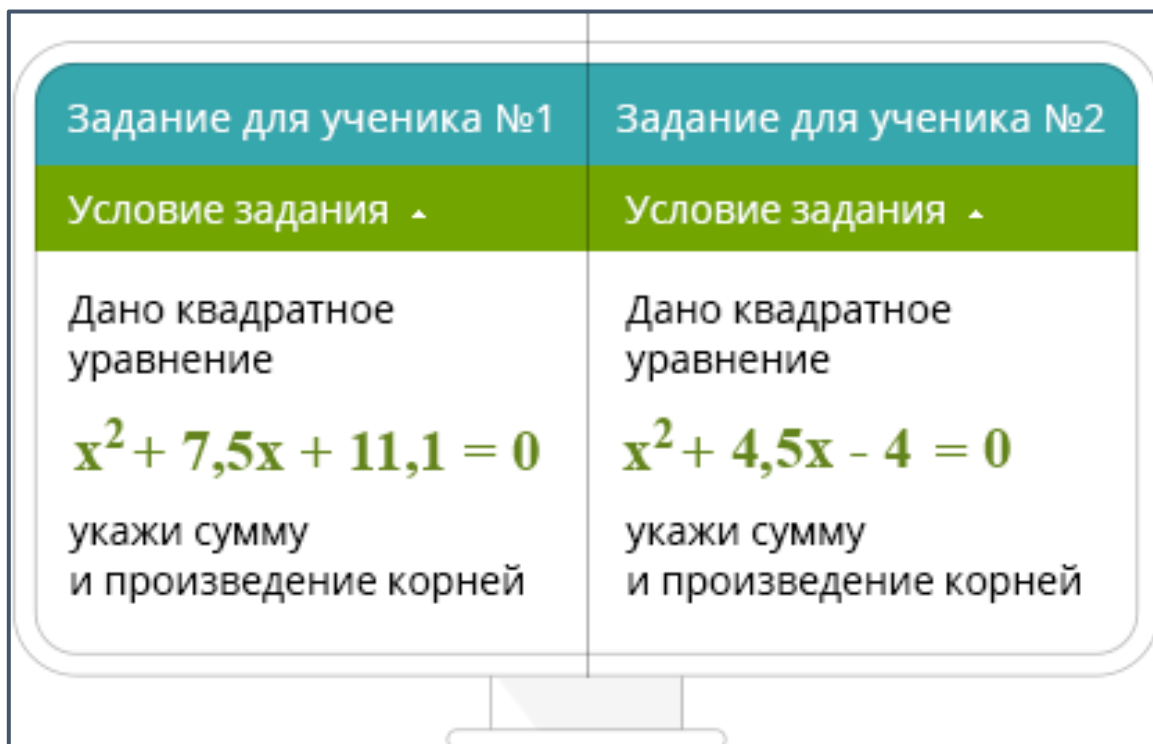 Задание для ученика №1
Условие задания
Дано квадратное
уравнение
x² + 7,5x + 11,1 = 0
укажи сумму
и произведение корней
Задание для ученика №2
Условие задания
Дано квадратное
уравнение
x² + 4,5x - 4 = 0
укажи сумму
и произведение корней